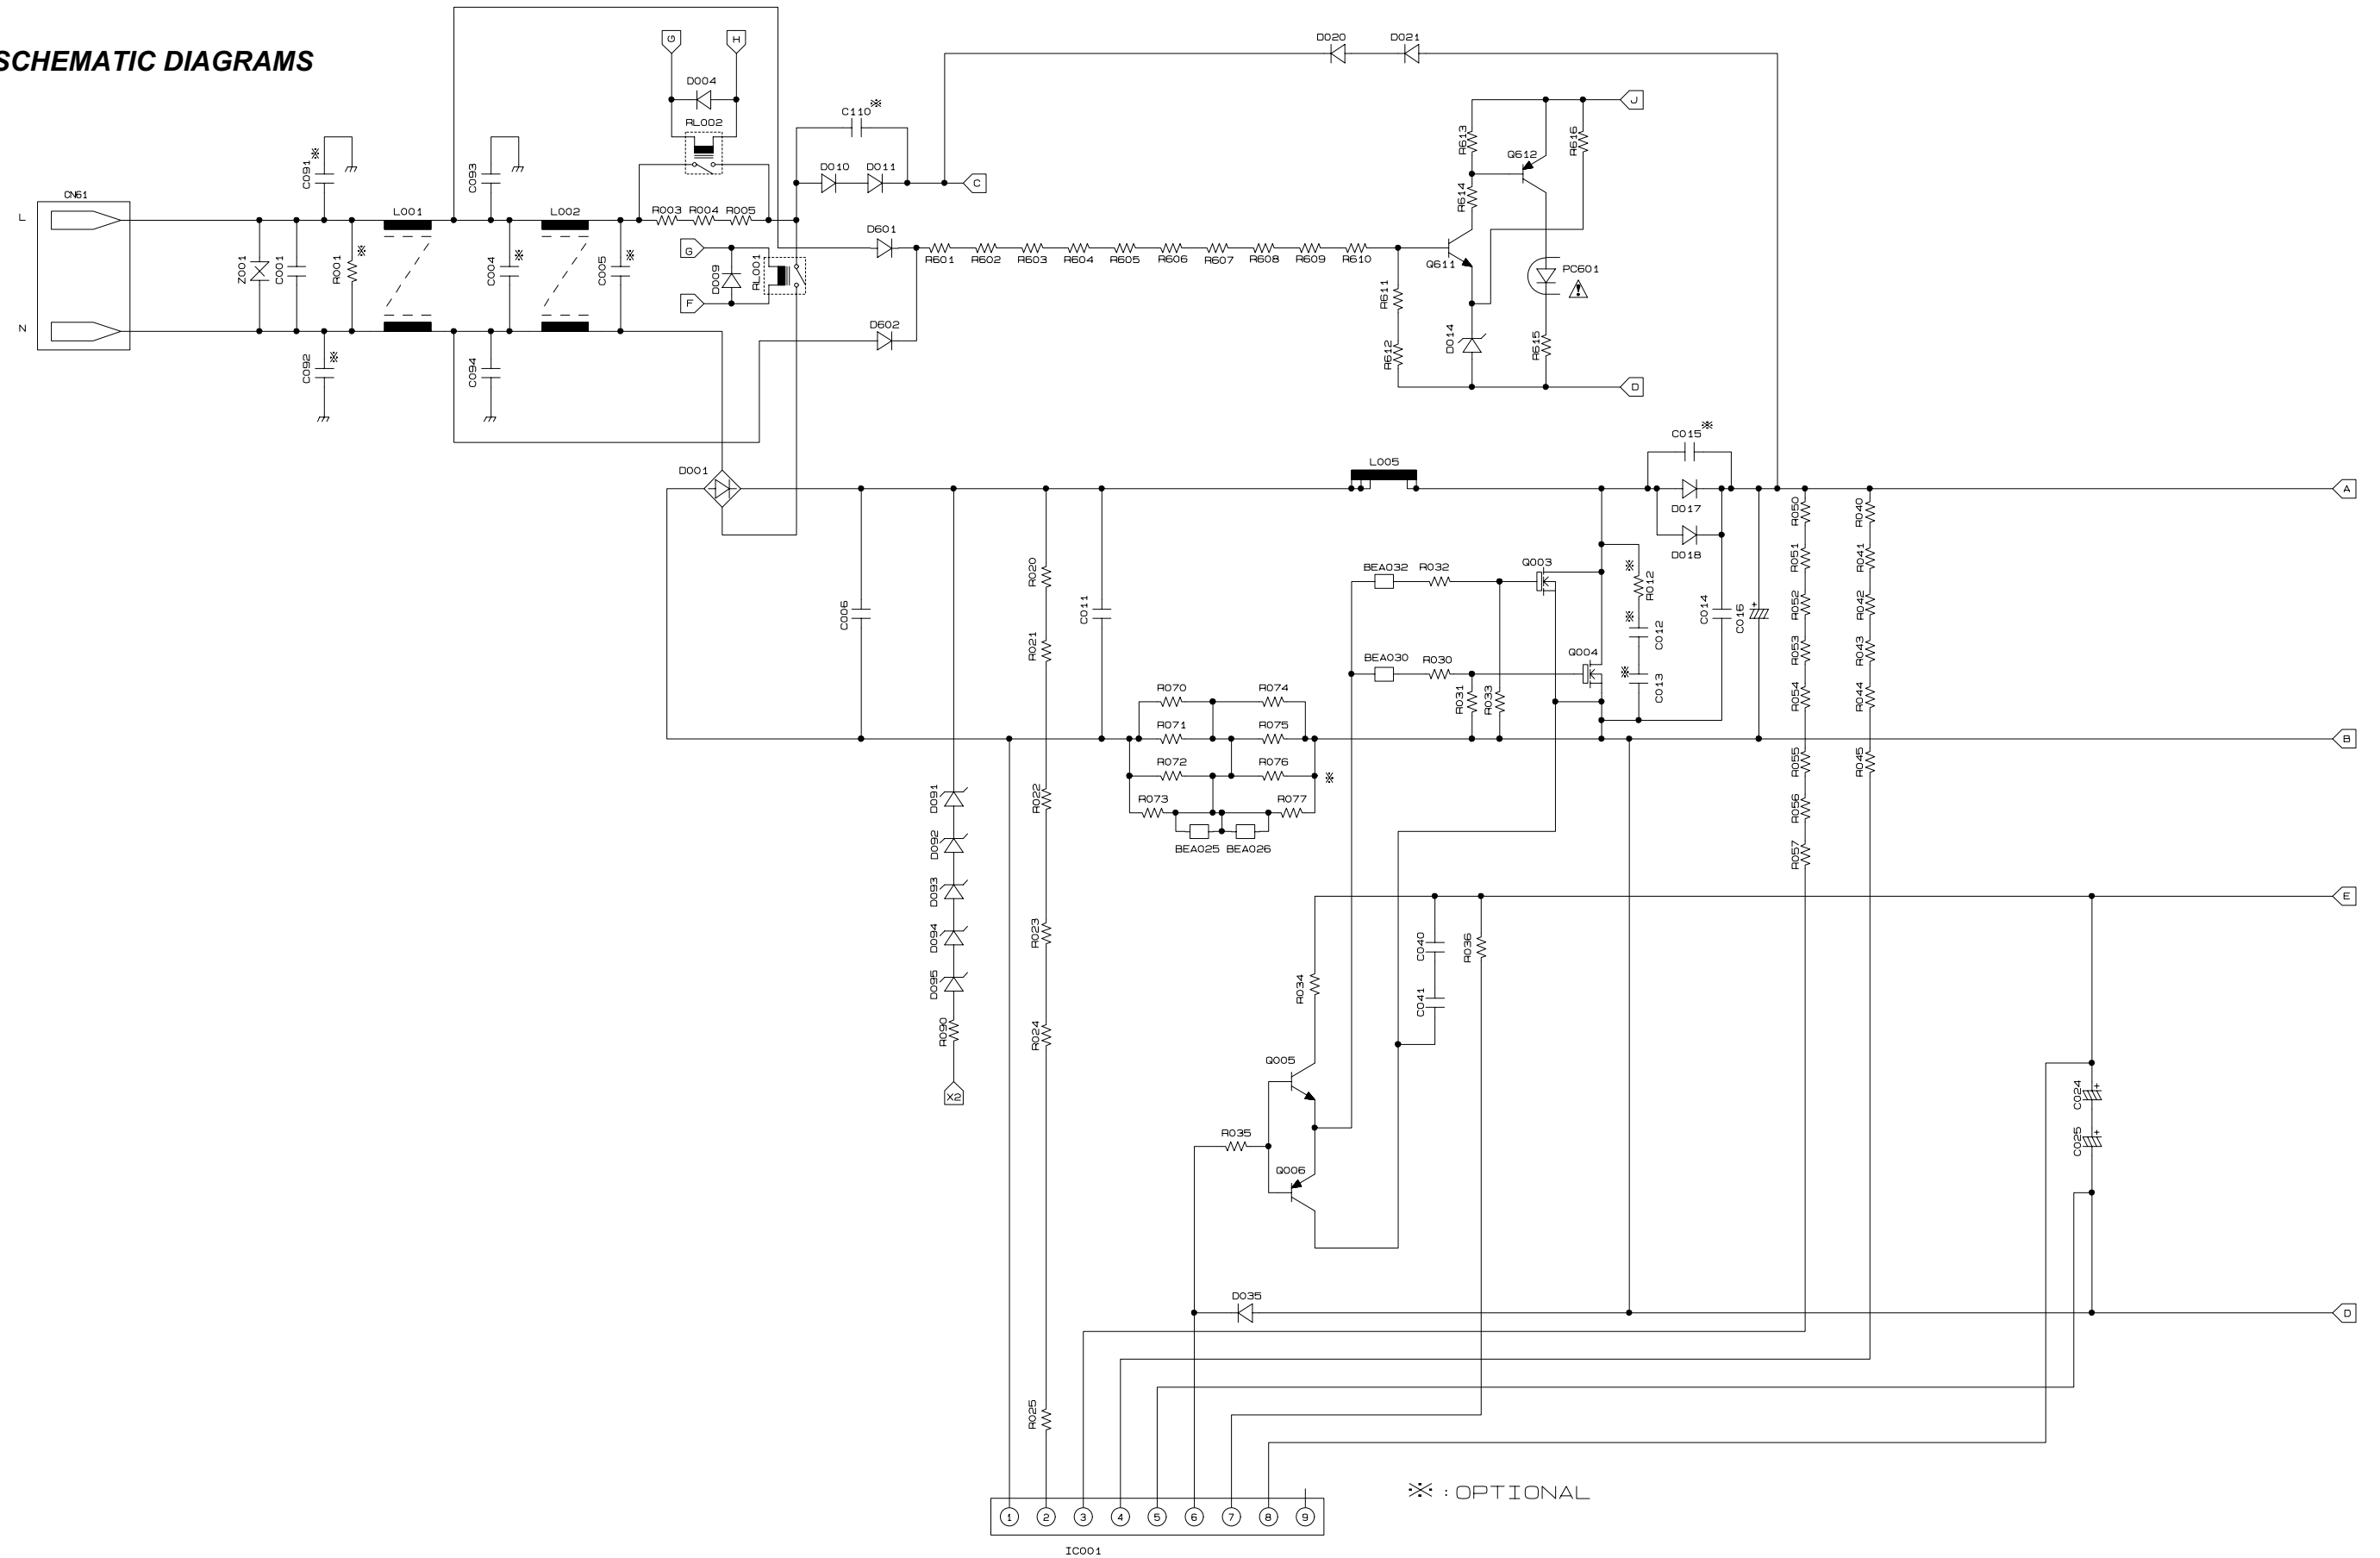 SCHEMATIC DIAGRAMS
G
H
D020
D021
D004
C110※
J
RL002
R613
R616
Q612
C091
※
C093
D010
D011
C
CN61
R614
L
L001
L002
R003
R004
R005
D601
G
R601
R602
R603
R604
R605
R606
R607
R608
R609
R610
Q611
PC601
Z001
C001
R001
※
C004
※
C005
※
D009
RL001
F
R611
N
D602
D014
R615
R612
C092
※
C094
D
C015※
D001
L005
A
D017
R050
R040
D018
R051
R041
R020
BEA032
R032
Q003
※
R012
C006
C011
※
C012
C014
C016
R052
R042
R021
BEA030
R030
Q004
※
C013
R053
R043
R070
R074
R031
R033
R054
R044
R071
R075
B
R072
R076
※
R055
R045
D091
R022
R073
R077
R056
D092
BEA025
BEA026
R057
D093
E
D094
R023
C040
R036
D095
R034
C041
R090
R024
Q005
X2
C024
R035
C025
Q006
D035
D
R025
※ : OPTIONAL
1
2
3
4
5
6
7
8
9
IC001